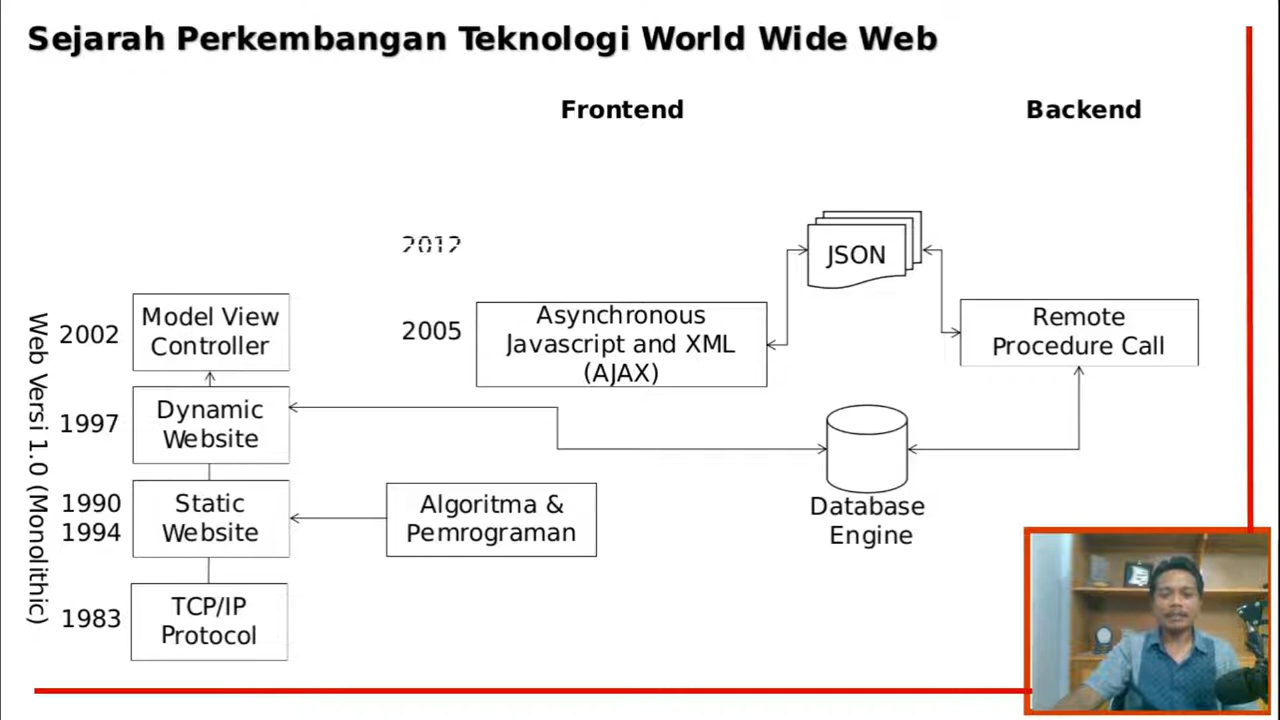 Sejarah Perkembangan Teknologi World Wide Web
Frontend
Backend
2012
JSON
Web Versi 1.0 (Monolithic)
2002
Model View
Controller
2005
Asynchronous
Javascript and XML
(AJAX)
Remote
Procedure Call
1997
Dynamic
Website
1990
1994
Static
Website
Algoritma &
Pemrograman
Database
Engine
1983
TCP/IP
Protocol